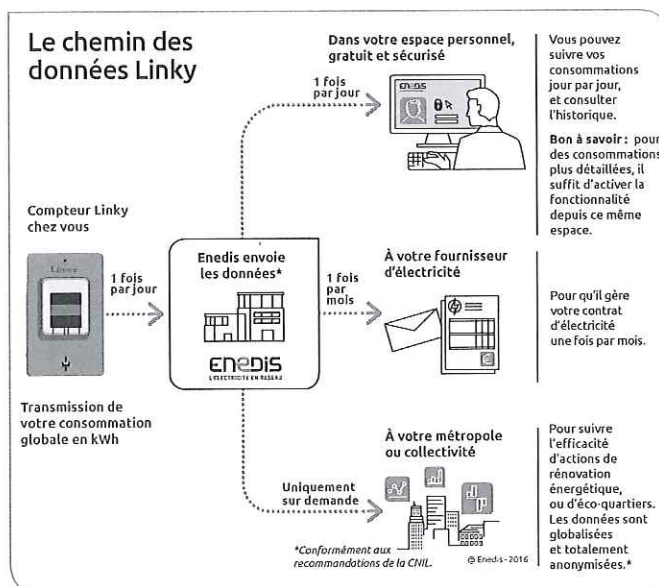 Le chemin des
données Linky
Dans votre espace personnel,
gratuit et sécurisé
1 fois
par jour
ENEDIS
Vous pouvez
suivre vos
consommations
jour par jour,
et consulter
l'historique.
Bon à savoir : pour
des consommations
plus détaillées, il
suffit d'activer la
fonctionnalité
depuis ce même
espace.
Compteur Linky
chez vous
Linky
1 fois
par jour
Transmission de
votre consommation
globale en kWh
Enedis envoie
les données*
ENEDIS
L'ELECTRICITE EN RESEAU
1 fois
par
mois
À votre fournisseur
d'électricité
Pour qu'il gère
votre contrat
d'électricité
une fois par mois.
Uniquement
sur demande
À votre métropole
ou collectivité
Pour suivre
l'efficacité
d'actions de
rénovation
énergétique,
ou d'éco-quartiers.
Les données sont
globalisées
et totalement
anonymisées.*
*Conformément aux
recommandations de la CNIL.
© Enedis - 2016